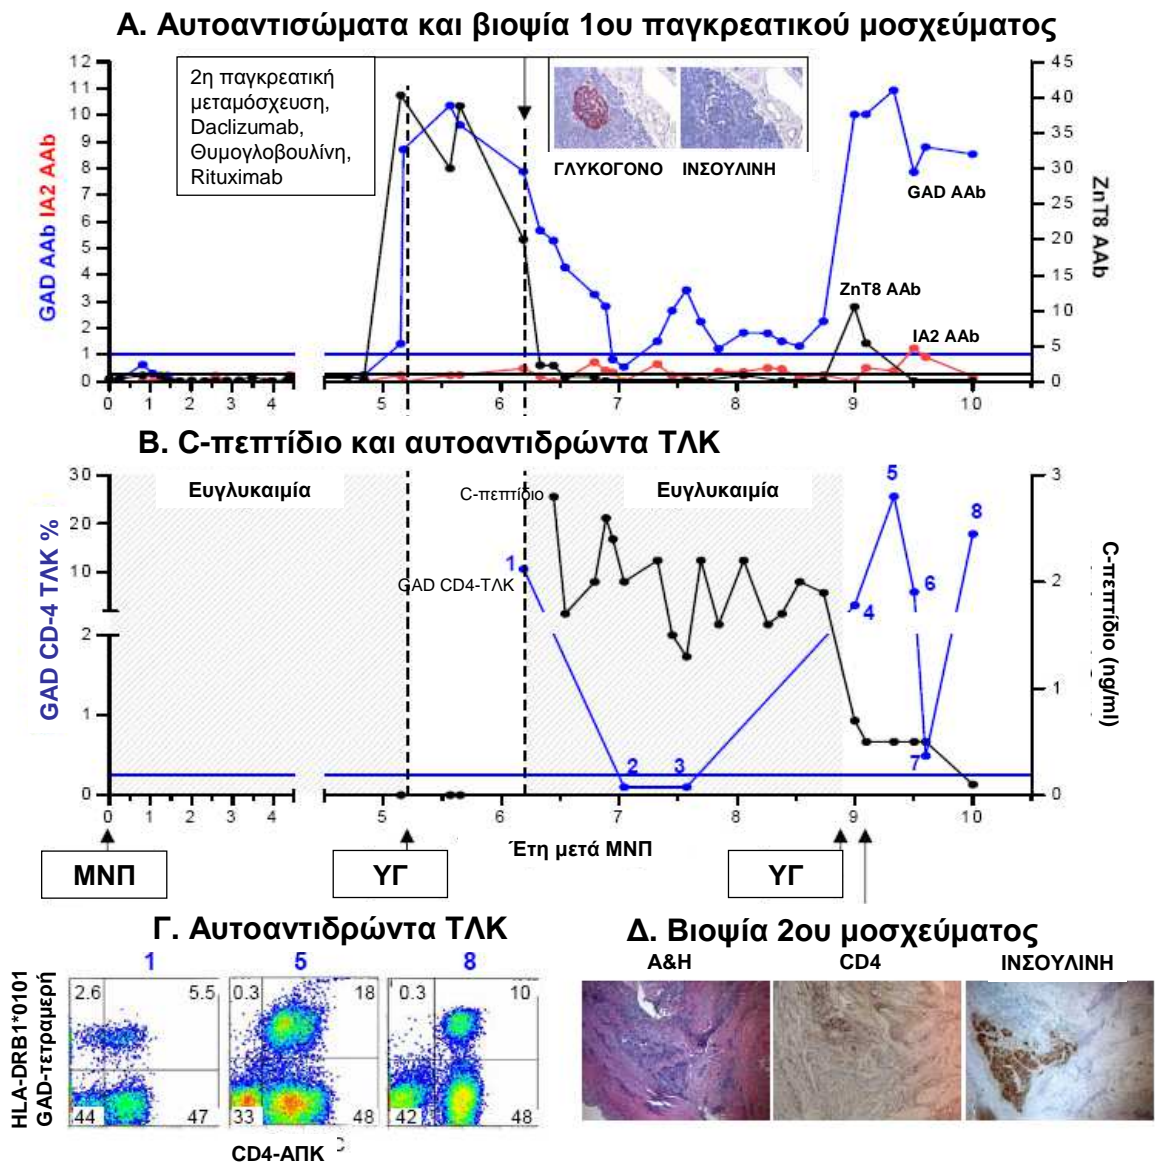 Α. Αυτοαντισώματα και βιοψία 1ου παγκρεατικού μοσχεύματος
12
11
10
9
8
7
6
5
4
3
2
1
0
GAD AAb IA2 AAb
2η παγκρεατική
μεταμόσχευση,
Daclizumab,
Θυμογλοβουλίνη,
Rituximab
ΓΛΥΚΟΓΟΝΟ ΙΝΣΟΥΛΙΝΗ
GAD AAb
ZnT8 AAb
IA2 AAb
45
40
35
30
25
20
15
10
5
0
ZnT8 AAb
0 1 2 3 4 5 6 7 8 9 10
Β. C-πεπτίδιο και αυτοαντιδρώντα ΤΛΚ
30
20
10
2
1
0
GAD CD-4 ΤΛΚ %
Ευγλυκαιμία
C-πεπτίδιο
Ευγλυκαιμία
GAD CD4-ΤΛΚ
1
2
3
4
5
6
7
8
3
2
1
0
C-πεπτίδιο (ng/ml)
0 1 2 3 4 5 6 7 8 9 10
Έτη μετά ΜΝΠ
ΜΝΠ
ΥΓ
ΥΓ
Γ. Αυτοαντιδρώντα ΤΛΚ
1 5 8
HLA-DRB1*0101
GAD-τετραμερή
2.6 5.5
44 47
0.3 18
33 48
0.3 10
42 48
CD4-ΑΠΚ
Δ. Βιοψία 2ου μοσχεύματος
Α&Η CD4 ΙΝΣΟΥΛΙΝΗ